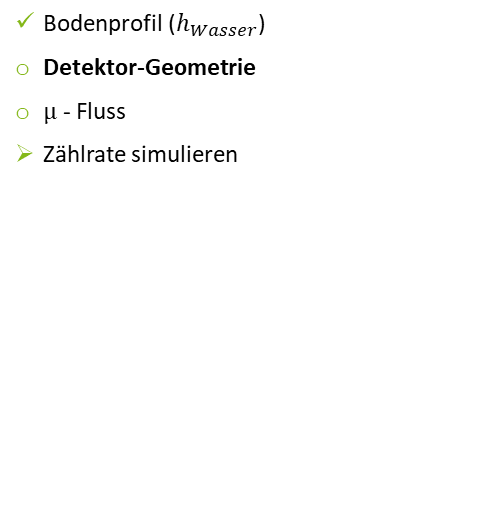 ✓ Bodenprofil (h_Wasser)
o Detektor-Geometrie
o μ - Fluss
➢ Zählrate simulieren